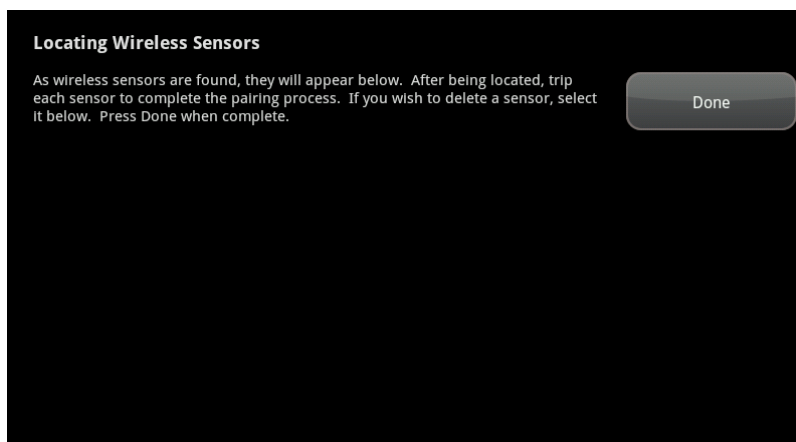 Locating Wireless Sensors
As wireless sensors are found, they will appear below.  After being located, trip
each sensor to complete the pairing process.  If you wish to delete a sensor, select
it below.  Press Done when complete.
Done